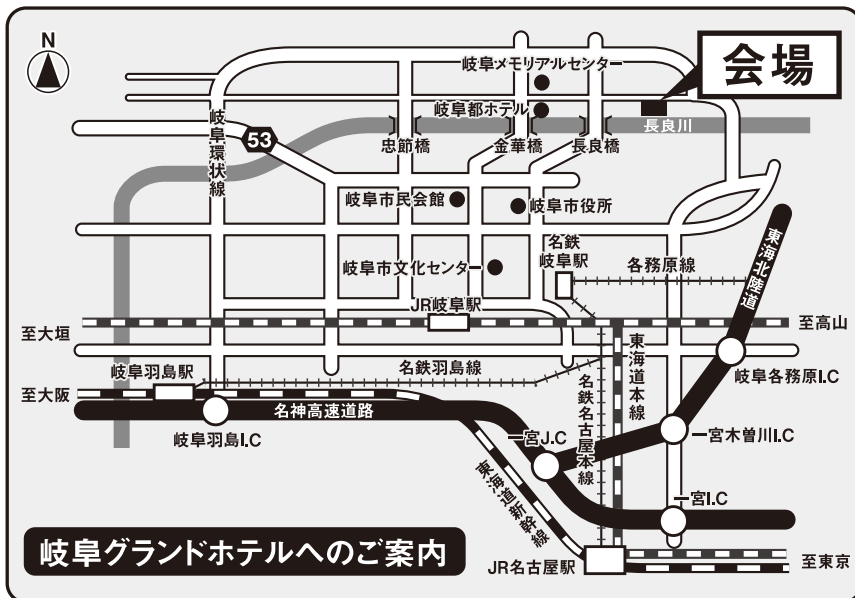 N
岐阜メモリアルセンター
会場
岐阜都ホテル
長良川
岐阜環状線
53
忠節橋
金華橋
長良橋
岐阜市民会館
岐阜市役所
名鉄
岐阜駅
岐阜市文化センター
各務原線
東海北陸道
JR岐阜駅
至大垣
至高山
岐阜羽島駅
名鉄羽島線
東海道本線
岐阜各務原I.C
至大阪
名神高速道路
名鉄名古屋本線
岐阜羽島I.C
一宮J.C
一宮木曽川I.C
東海道新幹線
一宮I.C
岐阜グランドホテルへのご案内
JR名古屋駅
至東京